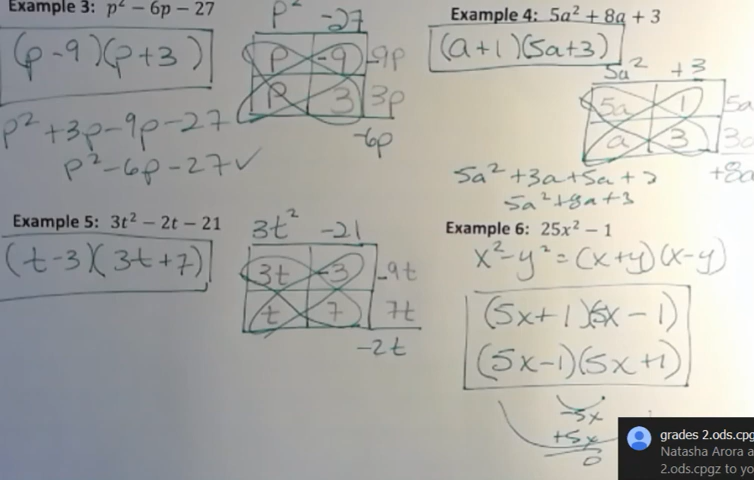 Example 3: p² − 6p − 27
(p-9)(p+3)
p² -27
p -9 -9p
p 3 3p
-6p
p²+3p-9p-27
p²-6p-27✓
Example 4: 5a² + 8a + 3
(a+1)(5a+3)
5a² +3
5a 1 5a
a 3
+8a
5a²+3a+5a+3
5a²+8a+3
Example 5: 3t² − 2t − 21
(t-3)(3t+7)
3t² -21
3t -3 -9t
t 7 7t
-2t
Example 6: 25x² − 1
x²-y²=(x+y)(x-y)
(5x+1)(5x-1)
(5x-1)(5x+1)
-5x
+5x
0
grades 2.ods.cpg
Natasha Arora a
2.ods.cpgz to yo